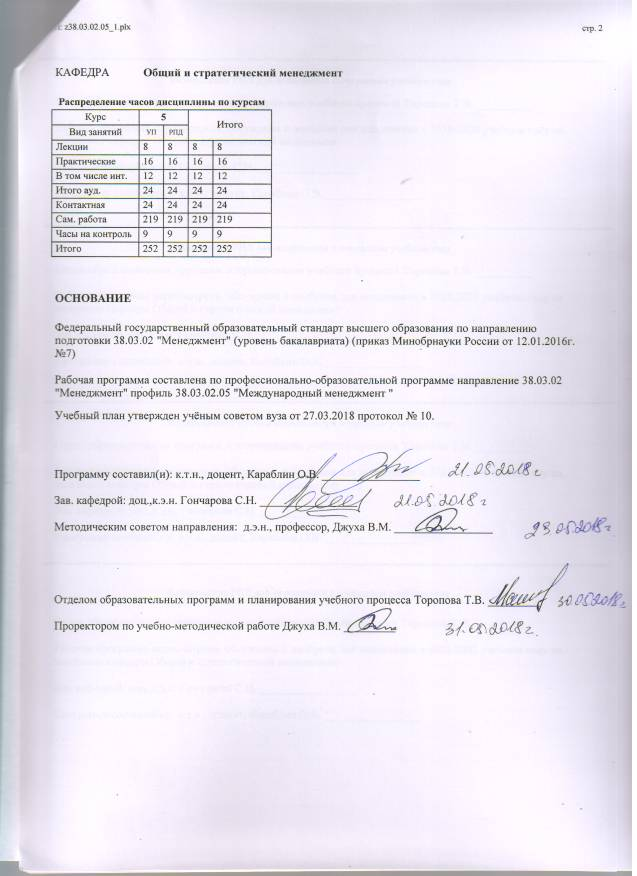 : z38.03.02.05_1.plx стр. 2
КАФЕДРА Общий и стратегический менеджмент
Распределение часов дисциплины по курсам
Курс 5 Итого
Вид занятий УП РПД
Лекции 8 8 8 8
Практические 16 16 16 16
В том числе инт. 12 12 12 12
Итого ауд. 24 24 24 24
Контактная 24 24 24 24
Сам. работа 219 219 219 219
Часы на контроль 9 9 9 9
Итого 252 252 252 252
ОСНОВАНИЕ
Федеральный государственный образовательный стандарт высшего образования по направлению
подготовки 38.03.02 "Менеджмент" (уровень бакалавриата) (приказ Минобрнауки России от 12.01.2016г.
№7)
Рабочая программа составлена по профессионально-образовательной программе направление 38.03.02
"Менеджмент" профиль 38.03.02.05 "Международный менеджмент "
Учебный план утвержден учёным советом вуза от 27.03.2018 протокол № 10.
Программу составил(и): к.т.н., доцент, Караблин О.В. 21.05.2018 г
Зав. кафедрой: доц.,к.э.н. Гончарова С.Н. 21.05.2018 г
Методическим советом направления: д.э.н., профессор, Джуха В.М. 29.05.2018 г
Отделом образовательных программ и планирования учебного процесса Торопова Т.В. 30.05.2018 г
Проректором по учебно-методической работе Джуха В.М. 31.05.2018 г.